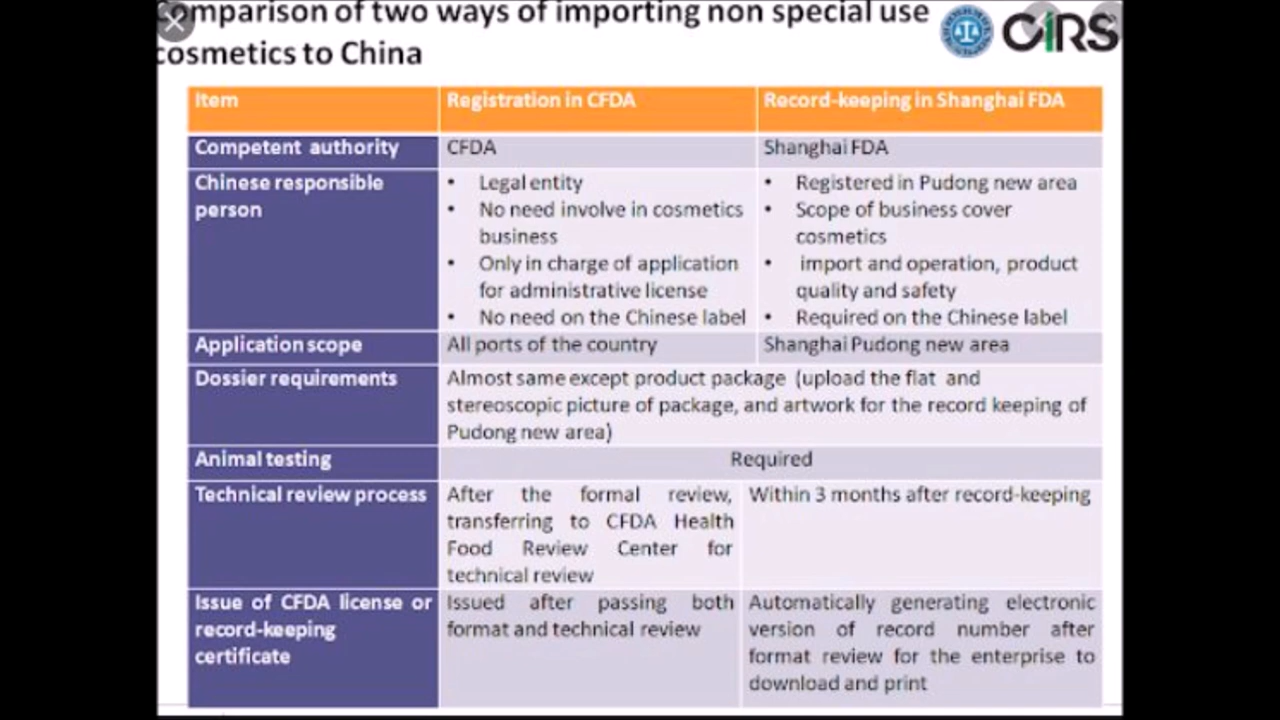 omparison of two ways of importing non special use
cosmetics to China
CIRS
Item Registration in CFDA Record-keeping in Shanghai FDA
Competent authority CFDA Shanghai FDA
Chinese responsible
person
• Legal entity
• No need involve in cosmetics
business
• Only in charge of application
for administrative license
• No need on the Chinese label
• Registered in Pudong new area
• Scope of business cover
cosmetics
• import and operation, product
quality and safety
• Required on the Chinese label
Application scope All ports of the country Shanghai Pudong new area
Dossier requirements
Almost same except product package (upload the flat and
stereoscopic picture of package, and artwork for the record keeping of
Pudong new area)
Animal testing Required
Technical review process
After the formal review,
transferring to CFDA Health
Food Review Center for
technical review
Within 3 months after record-keeping
Issue of CFDA license or
record-keeping
certificate
Issued after passing both
format and technical review
Automatically generating electronic
version of record number after
format review for the enterprise to
download and print